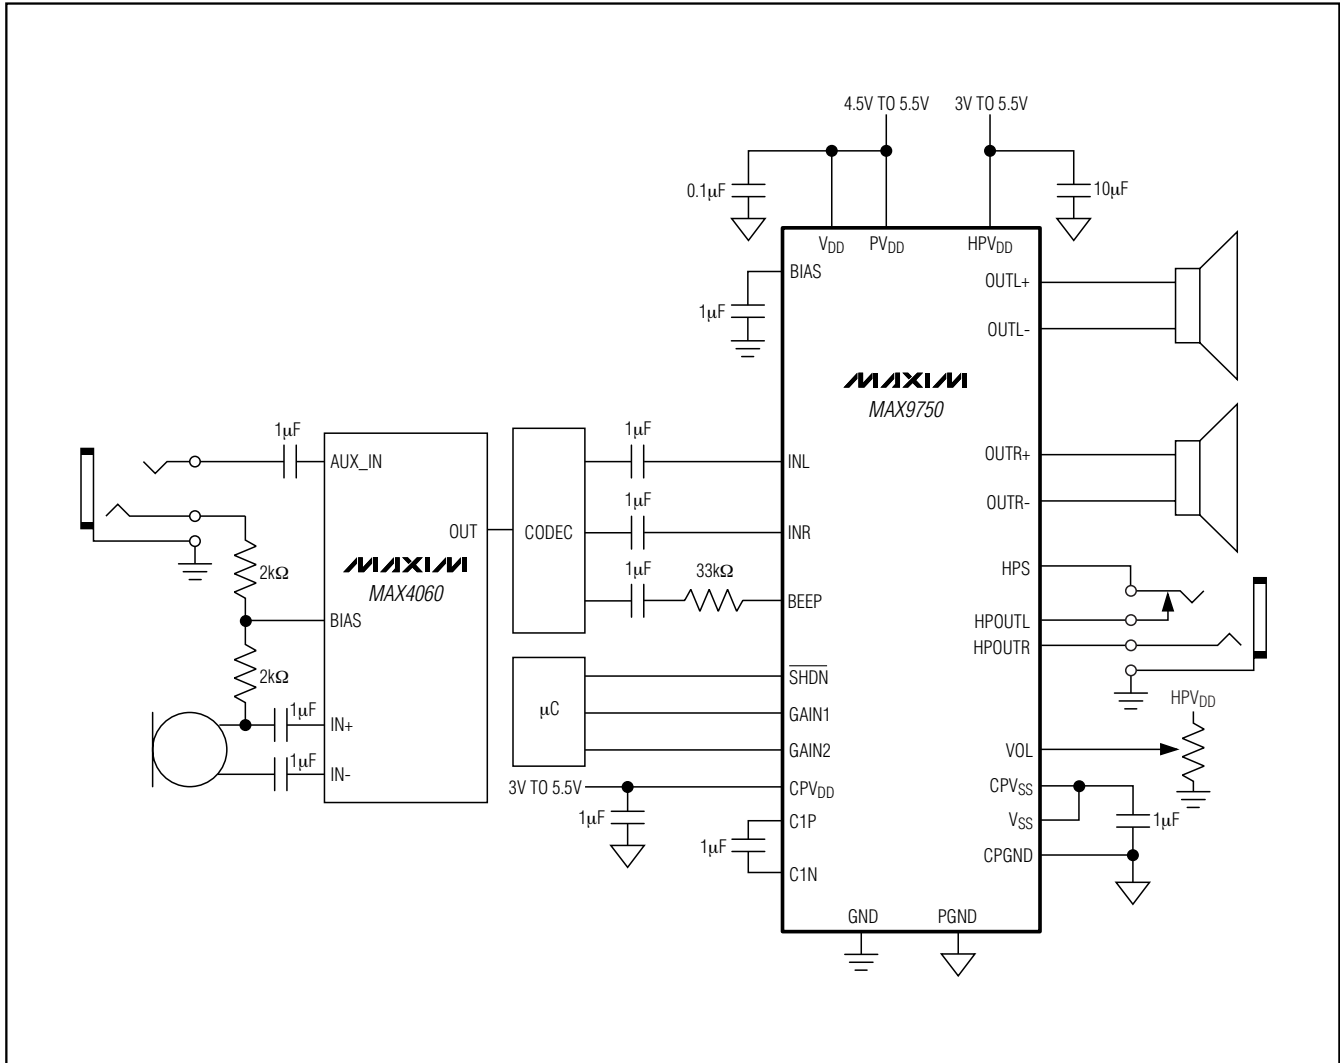 4.5V TO 5.5V
3V TO 5.5V
0.1μF
10μF
VDD
PVDD
HPVDD
BIAS
1μF
OUTL+
OUTL-
MAXIM
MAX9750
1μF
AUX_IN
OUT
MAXIM
MAX4060
2kΩ
BIAS
2kΩ
1μF
IN+
1μF
IN-
CODEC
1μF
INL
1μF
INR
1μF
33kΩ
BEEP
OUTR+
OUTR-
HPS
HPOUTL
HPOUTR
μC
SHDN
GAIN1
GAIN2
HPVDD
VOL
3V TO 5.5V
CPVDD
1μF
C1P
1μF
C1N
CPVSS
VSS
1μF
CPGND
GND
PGND